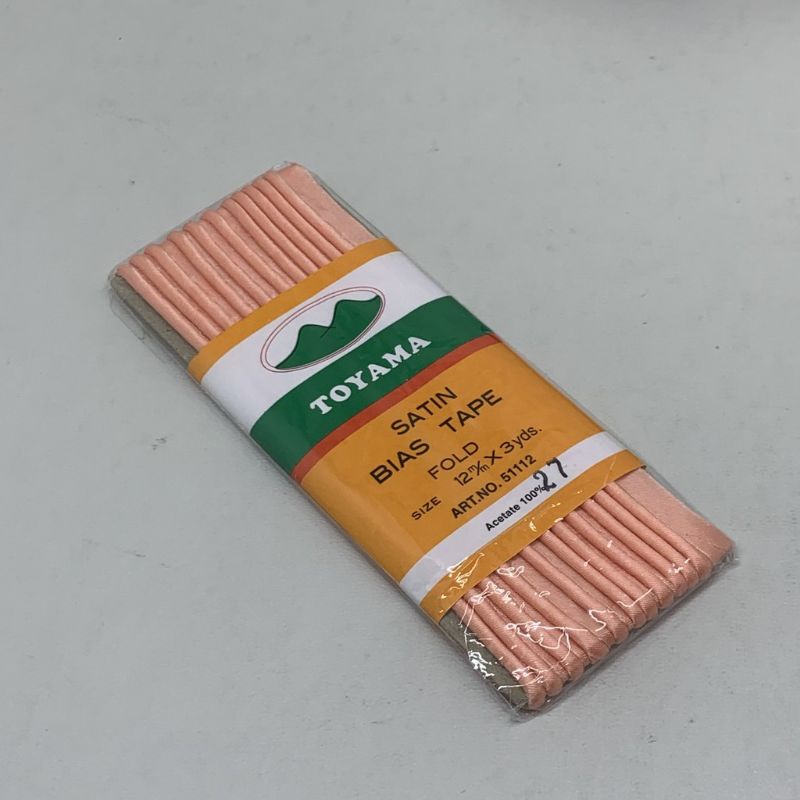 TOYAMA
SATIN
BIAS TAPE
FOLD
SIZE 12m/m X 3yds.
ART.NO. 51112
Acetate 100% 27